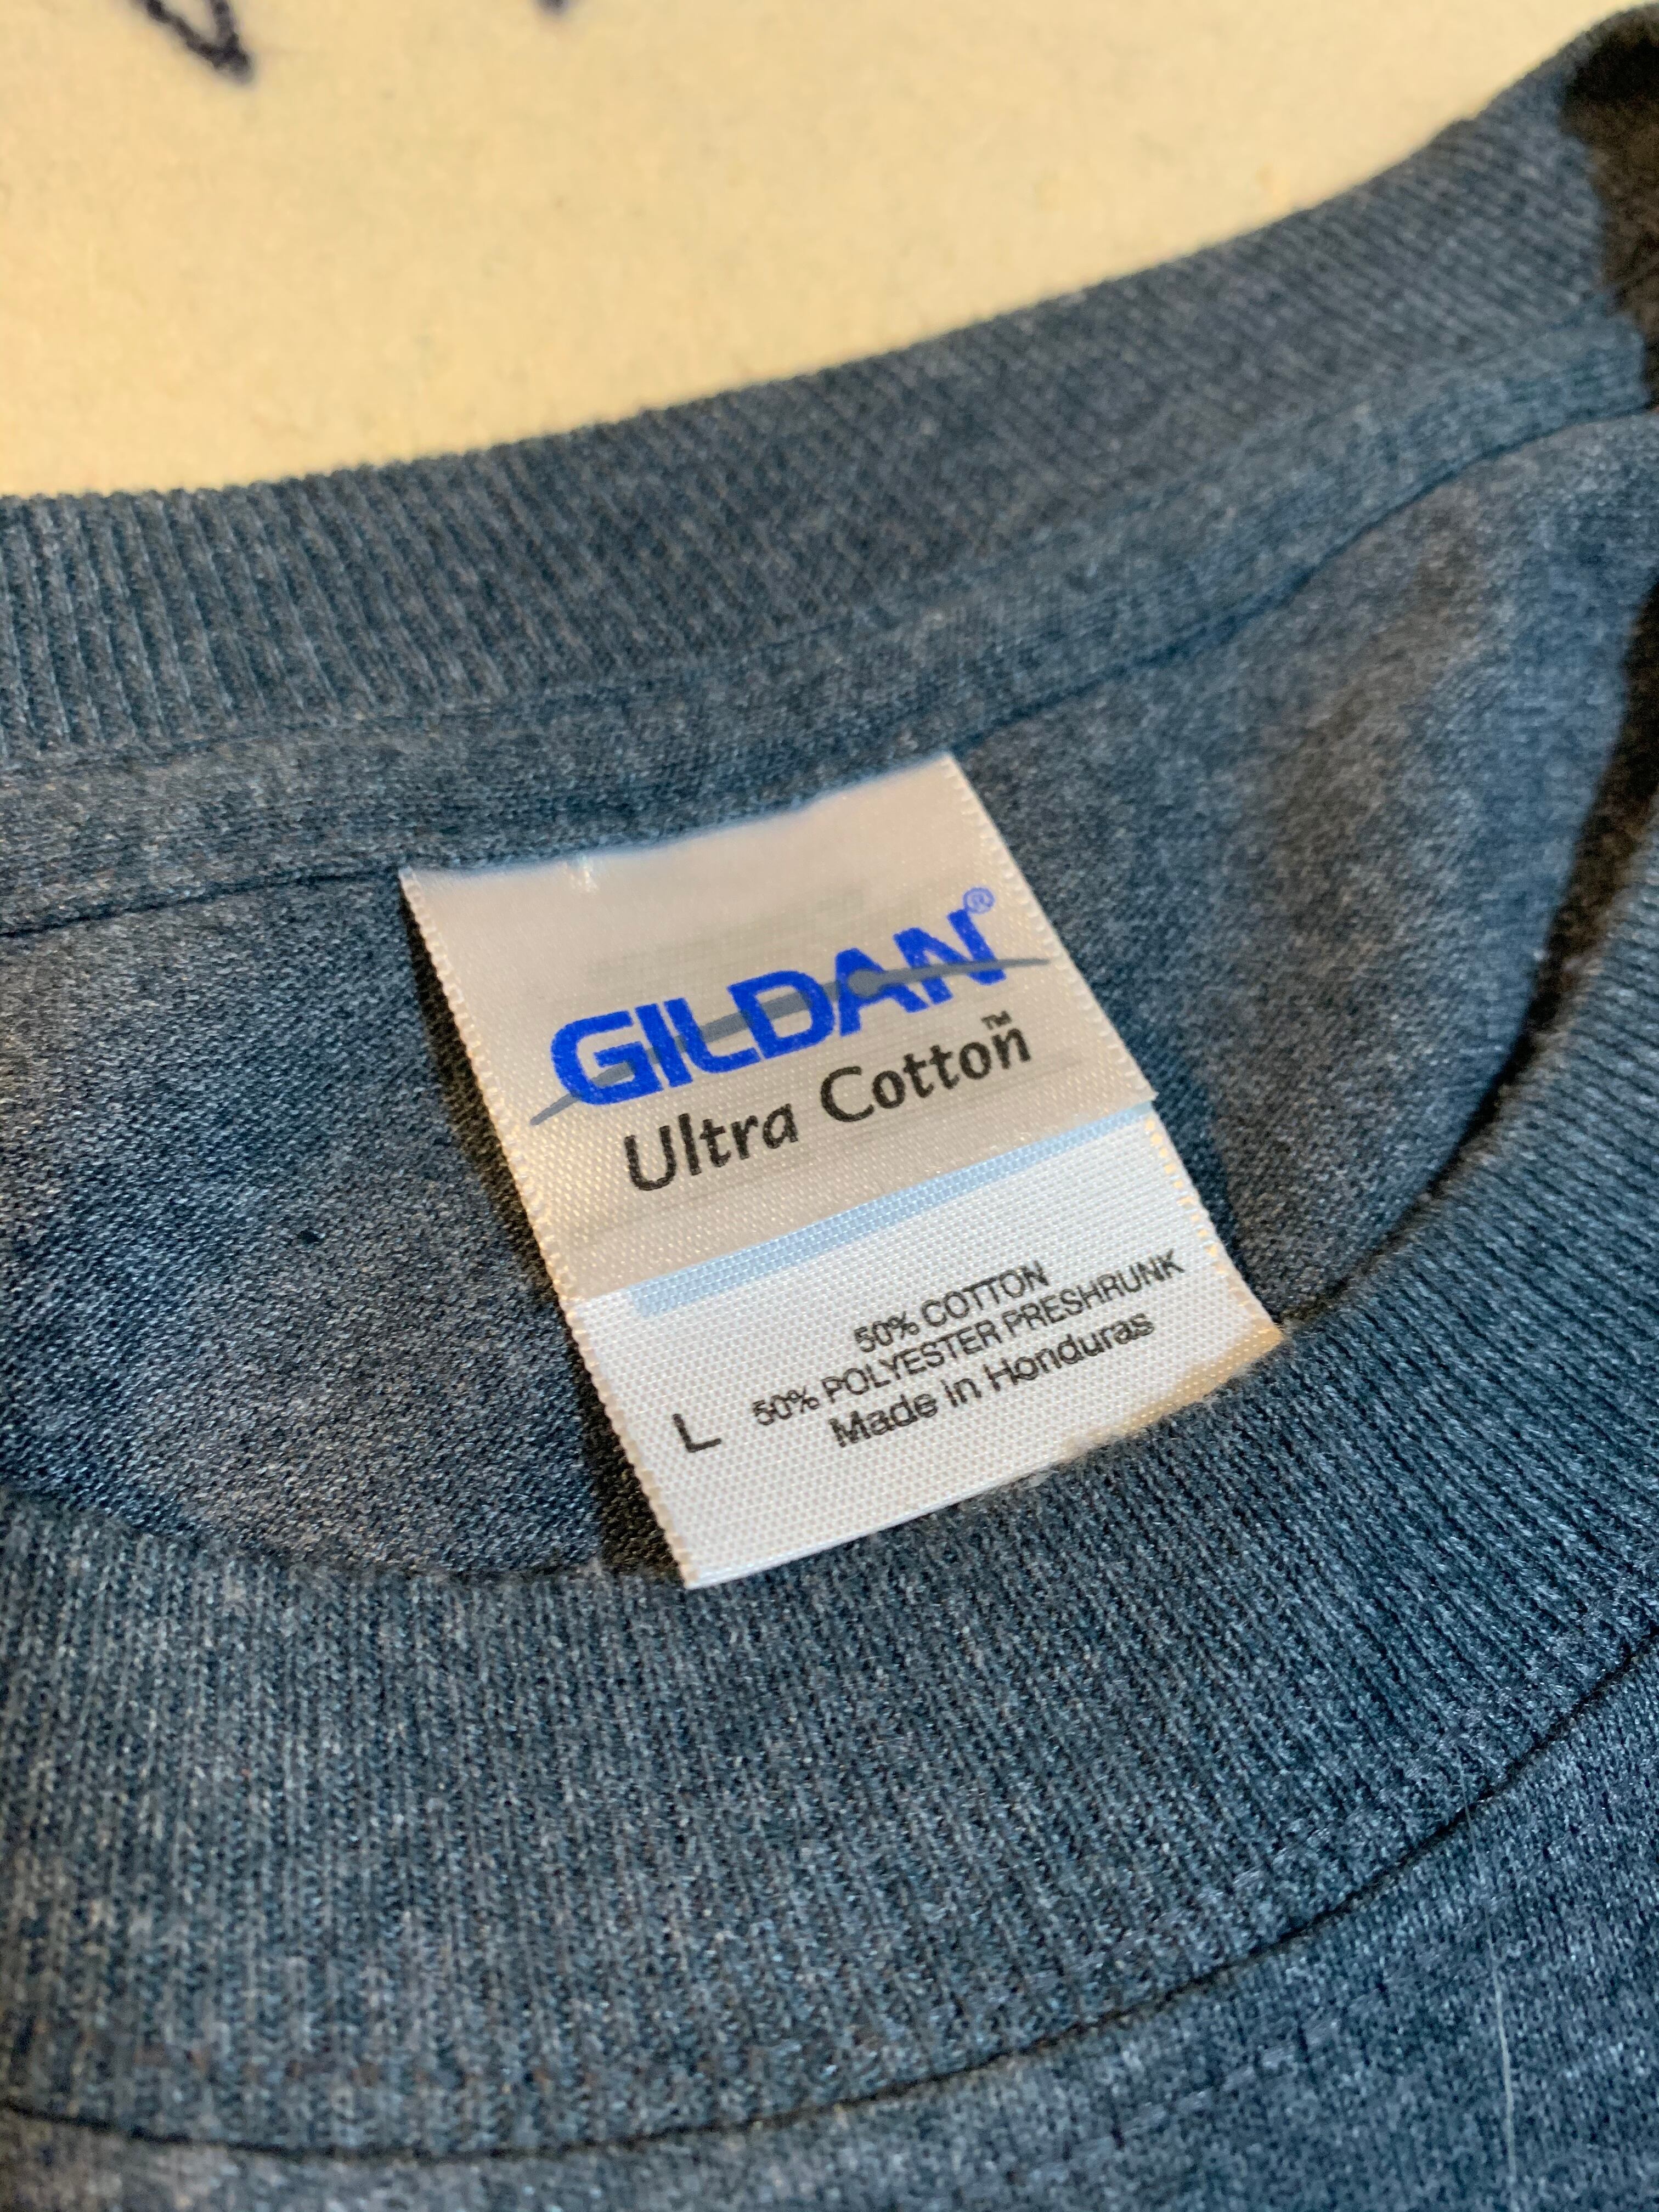 GILDAN®
Ultra Cotton™
50% COTTON
50% POLYESTER PRESHRUNK
L Made in Honduras